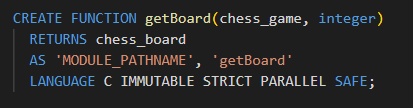 CREATE FUNCTION getBoard(chess_game, integer)
  RETURNS chess_board
  AS 'MODULE_PATHNAME', 'getBoard'
  LANGUAGE C IMMUTABLE STRICT PARALLEL SAFE;